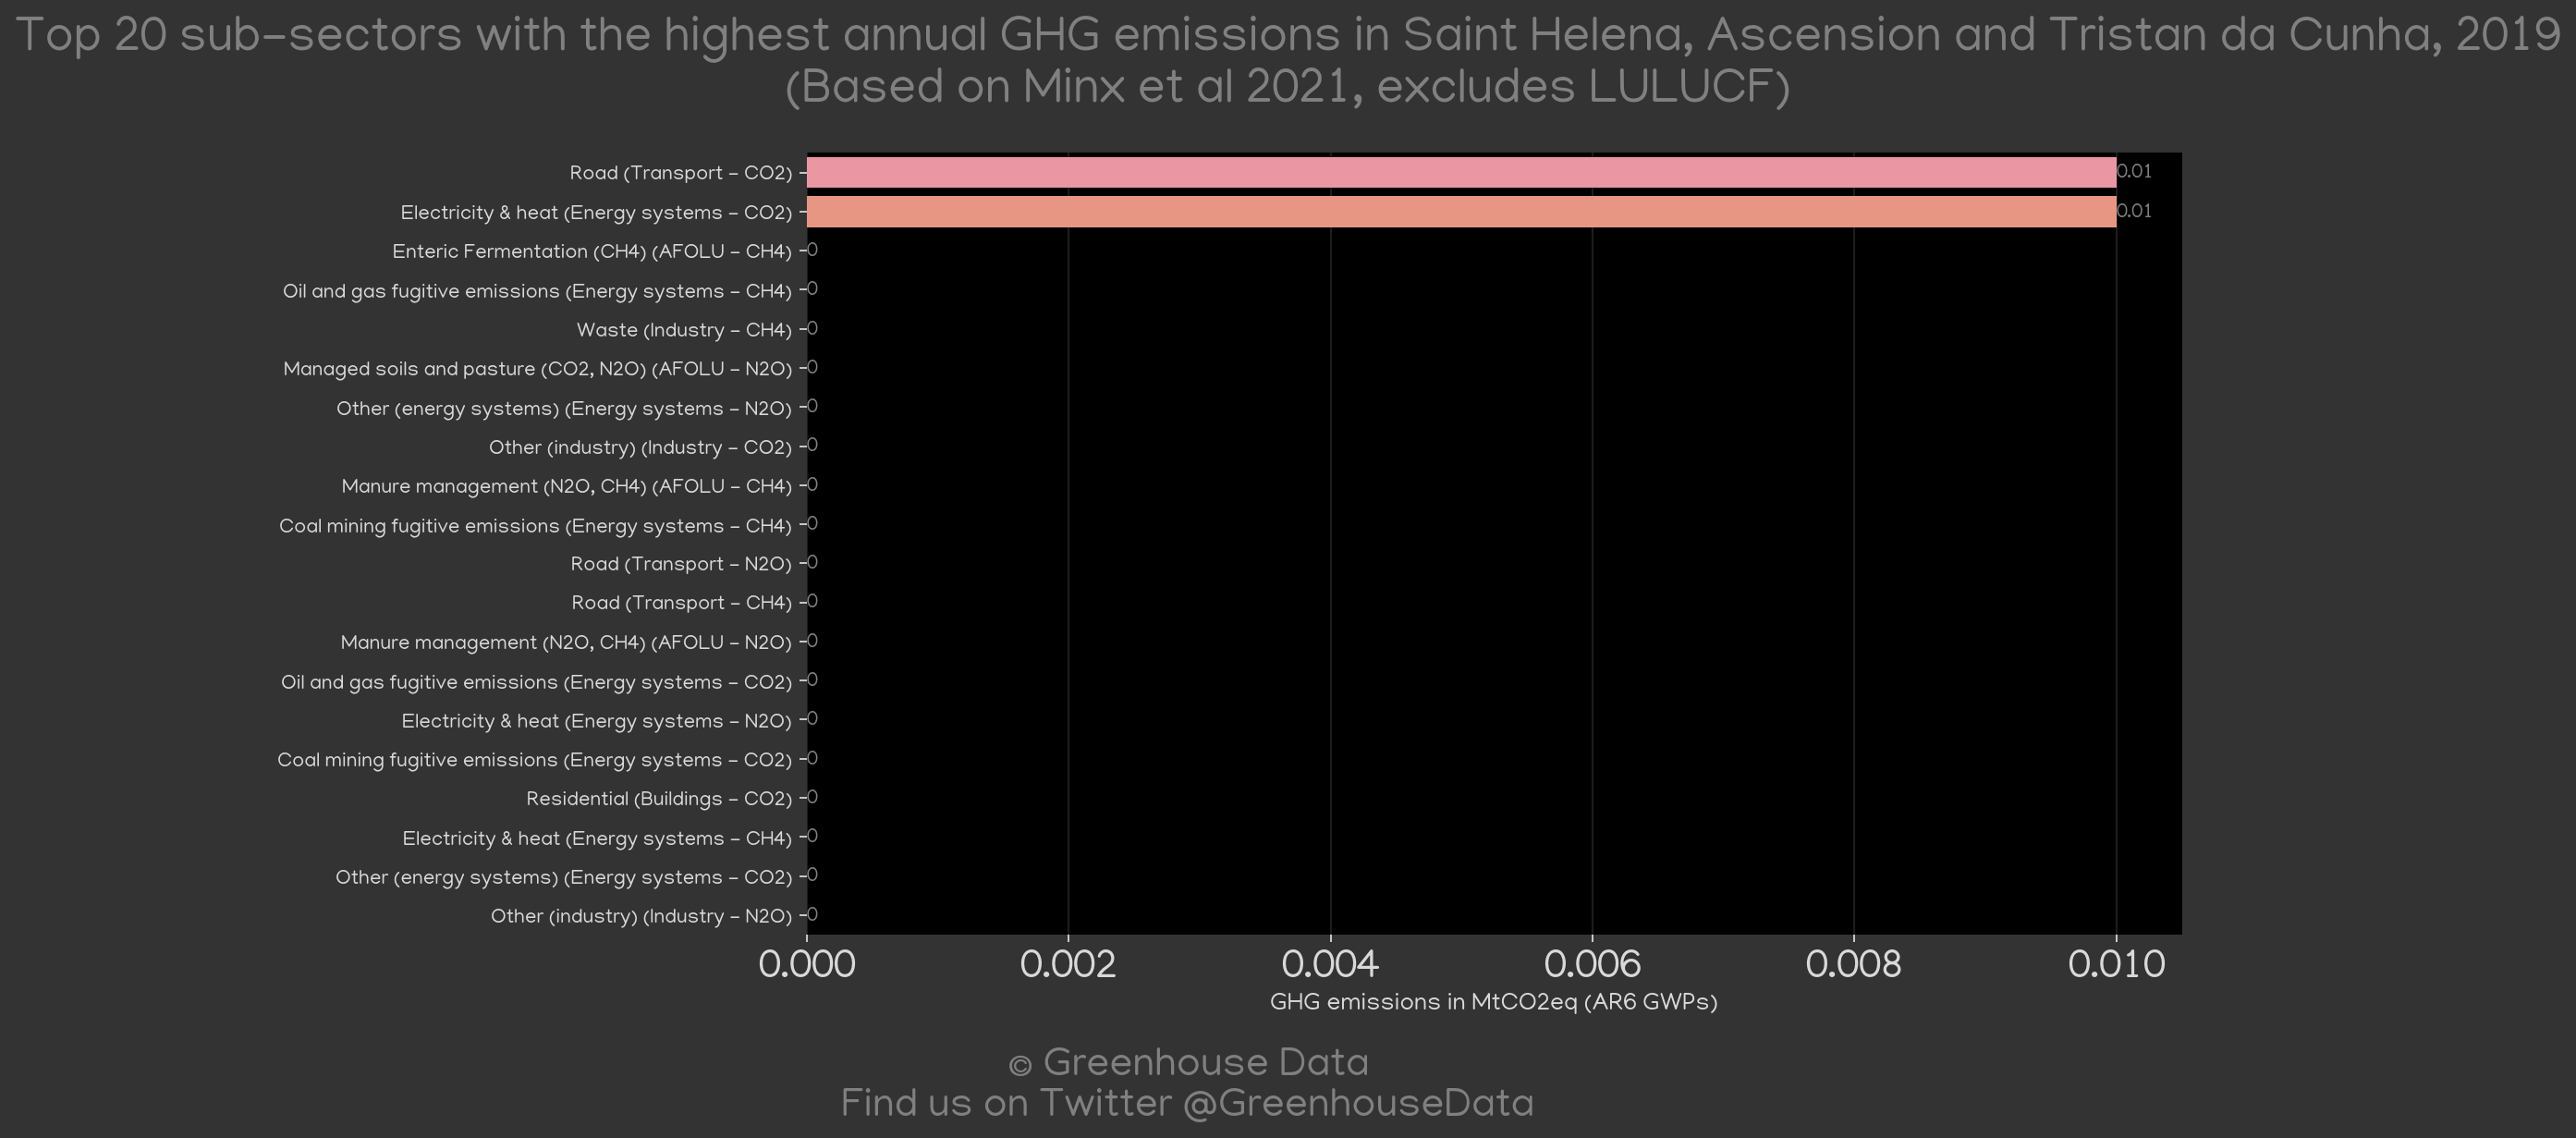 Top 20 sub-sectors with the highest annual GHG emissions in Saint Helena, Ascension and Tristan da Cunha, 2019
(Based on Minx et al 2021, excludes LULUCF)
Road (Transport - CO2) 0.01
Electricity & heat (Energy systems - CO2) 0.01
Enteric Fermentation (CH4) (AFOLU - CH4) 0
Oil and gas fugitive emissions (Energy systems - CH4) 0
Waste (Industry - CH4) 0
Managed soils and pasture (CO2, N2O) (AFOLU - N2O) 0
Other (energy systems) (Energy systems - N2O) 0
Other (industry) (Industry - CO2) 0
Manure management (N2O, CH4) (AFOLU - CH4) 0
Coal mining fugitive emissions (Energy systems - CH4) 0
Road (Transport - N2O) 0
Road (Transport - CH4) 0
Manure management (N2O, CH4) (AFOLU - N2O) 0
Oil and gas fugitive emissions (Energy systems - CO2) 0
Electricity & heat (Energy systems - N2O) 0
Coal mining fugitive emissions (Energy systems - CO2) 0
Residential (Buildings - CO2) 0
Electricity & heat (Energy systems - CH4) 0
Other (energy systems) (Energy systems - CO2) 0
Other (industry) (Industry - N2O) 0
0.000 0.002 0.004 0.006 0.008 0.010
GHG emissions in MtCO2eq (AR6 GWPs)
© Greenhouse Data
Find us on Twitter @GreenhouseData